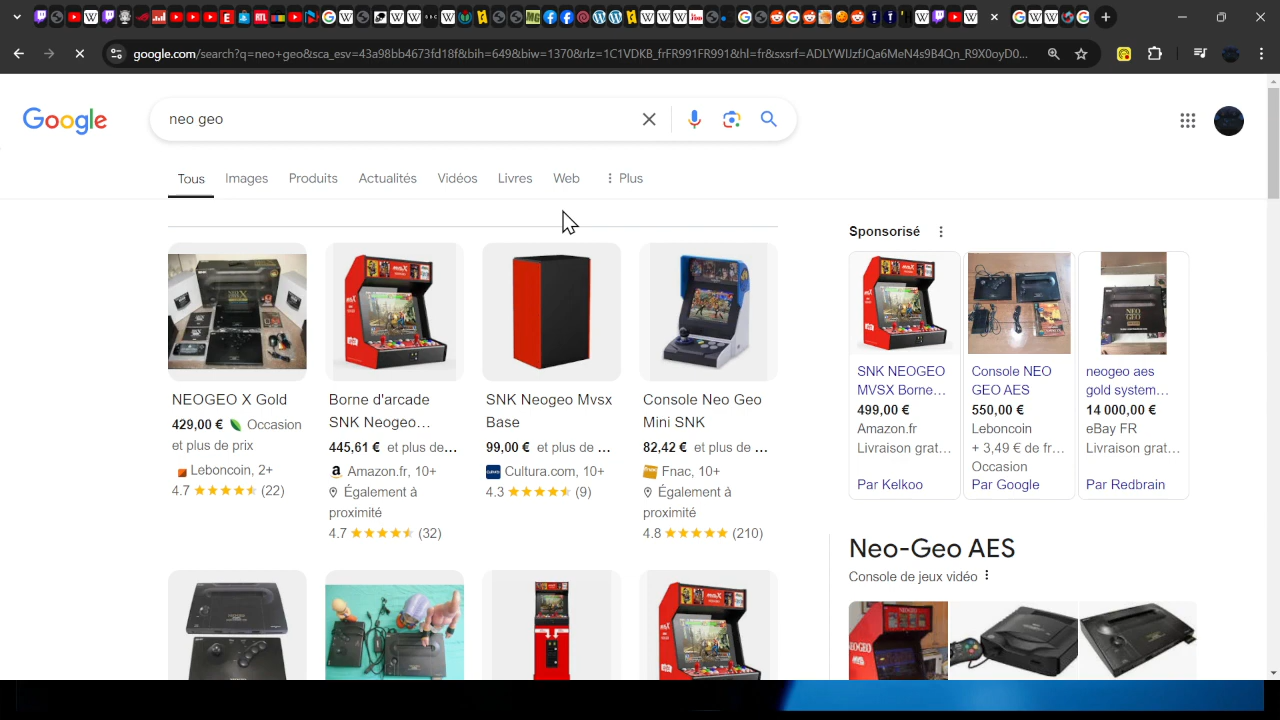 google.com/search?q=neo+geo&sca_esv=43a98bb4673fd18f&bih=649&biw=1370&rlz=1C1VDKB_frFR991FR991&hl=fr&sxsrf=ADLYWIJzfJQa6MeN4s9B4Qn_R9X0oyD0...
Google
neo geo
Tous
Images
Produits
Actualités
Vidéos
Livres
Web
Plus
NEOGEO X Gold
429,00 € Occasion
et plus de prix
Leboncoin, 2+
4.7 (22)
Borne d'arcade
SNK Neogeo...
445,61 € et plus de...
Amazon.fr, 10+
Également à
proximité
4.7 (32)
SNK Neogeo Mvsx
Base
99,00 € et plus de ...
Cultura.com, 10+
4.3 (9)
Console Neo Geo
Mini SNK
82,42 € et plus de ...
Fnac, 10+
Également à
proximité
4.8 (210)
Sponsorisé
SNK NEOGEO
MVSX Borne...
499,00 €
Amazon.fr
Livraison grat...
Par Kelkoo
Console NEO
GEO AES
550,00 €
Leboncoin
+ 3,49 € de fr...
Occasion
Par Google
neogeo aes
gold system...
14 000,00 €
eBay FR
Livraison grat...
Par Redbrain
Neo-Geo AES
Console de jeux vidéo